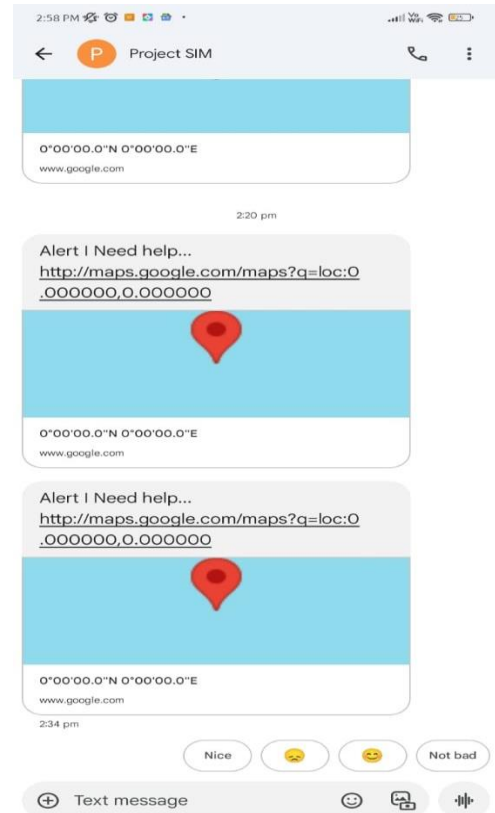 2:58 PM
Vo WiFi 25
P Project SIM
0°00'00.0"N 0°00'00.0"E
www.google.com
2:20 pm
Alert I Need help...
http://maps.google.com/maps?q=loc:0
.000000,0.000000
0°00'00.0"N 0°00'00.0"E
www.google.com
Alert I Need help...
http://maps.google.com/maps?q=loc:0
.000000,0.000000
0°00'00.0"N 0°00'00.0"E
www.google.com
2:34 pm
Nice Not bad
Text message